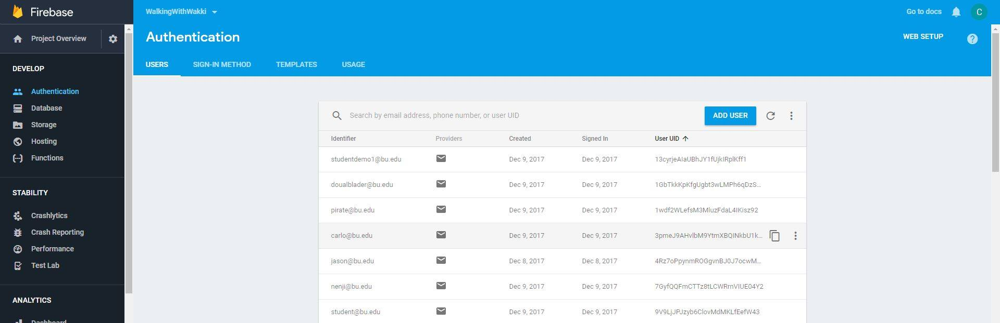 Firebase
Project Overview
DEVELOP
Authentication
Database
Storage
Hosting
Functions
STABILITY
Crashlytics
Crash Reporting
Performance
Test Lab
ANALYTICS
Dashboard
WalkingWithWakki
Go to docs
C
Authentication
WEB SETUP
?
USERS SIGN-IN METHOD TEMPLATES USAGE
Search by email address, phone number, or user UID
ADD USER
Identifier Providers Created Signed In User UID
studentdemo1@bu.edu Dec 9, 2017 Dec 9, 2017 13cyrjeAIaUBhJY1fUjkIRplKff1
doualblader@bu.edu Dec 9, 2017 Dec 9, 2017 1GbTkkKpKfgUgbt3wLMPh6qDzS...
pirate@bu.edu Dec 9, 2017 Dec 9, 2017 1wdf2WLefsM3MluzFdaL4IKisz92
carlo@bu.edu Dec 9, 2017 Dec 9, 2017 3pmeJ9AHvlbM9YtmXBQINkbU1k...
jason@bu.edu Dec 8, 2017 Dec 8, 2017 4Rz7oPpynmROGgvnBJ0J7ocwM...
nenji@bu.edu Dec 9, 2017 Dec 9, 2017 7GyfQQFmCTTz8tLCWRrnVIUE04Y2
student@bu.edu Dec 9, 2017 Dec 9, 2017 9V9LjJPJzyb6ClovMdMKLfEefW43